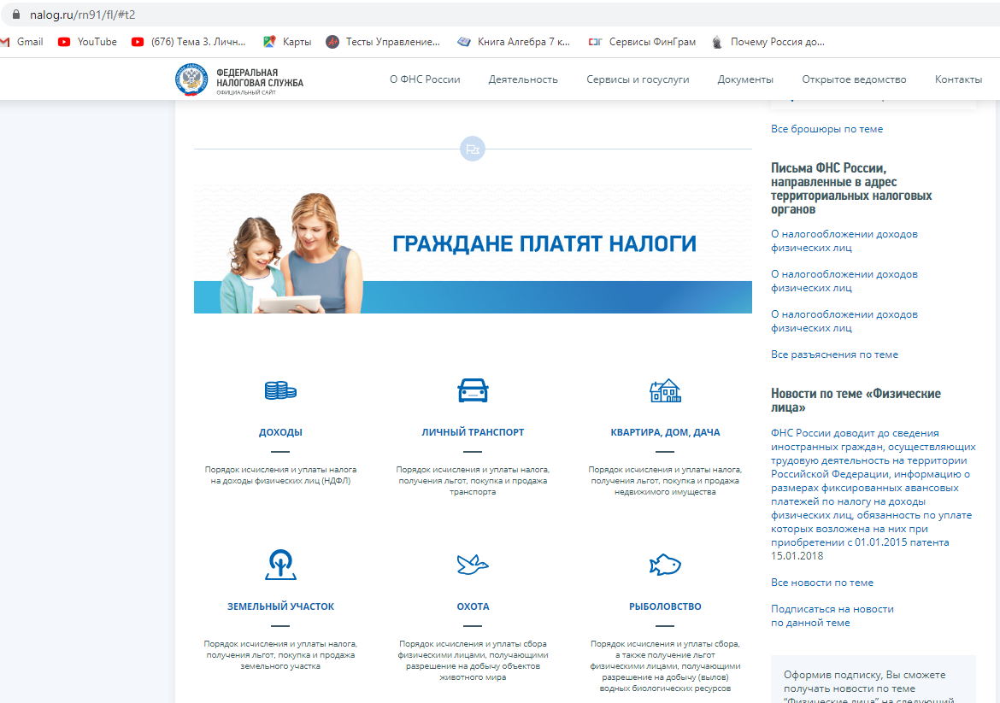 nalog.ru/rn91/fl/#t2
Gmail
YouTube
(676) Тема 3. Личн...
Карты
Тесты Управление...
Книга Алгебра 7 к...
Сервисы ФинГрам
Почему Россия до...
ФЕДЕРАЛЬНАЯ
НАЛОГОВАЯ СЛУЖБА
ОФИЦИАЛЬНЫЙ САЙТ
О ФНС России
Деятельность
Сервисы и госуслуги
Документы
Открытое ведомство
Контакты
ГРАЖДАНЕ ПЛАТЯТ НАЛОГИ
ДОХОДЫ
Порядок исчисления и уплаты налога
на доходы физических лиц (НДФЛ)
ЛИЧНЫЙ ТРАНСПОРТ
Порядок исчисления и уплаты налога,
получения льгот, покупка и продажа
транспорта
КВАРТИРА, ДОМ, ДАЧА
Порядок исчисления и уплаты налога,
получения льгот, покупка и продажа
недвижимого имущества
ЗЕМЕЛЬНЫЙ УЧАСТОК
Порядок исчисления и уплаты налога,
получения льгот, покупка и продажа
земельного участка
ОХОТА
Порядок исчисления и уплаты сбора
физическими лицами, получающими
разрешение на добычу объектов
животного мира
РЫБОЛОВСТВО
Порядок исчисления и уплаты сбора,
а также получение льгот
физическими лицами, получающими
разрешение на добычу (вылов)
водных биологических ресурсов
Все брошюры по теме
Письма ФНС России,
направленные в адрес
территориальных налоговых
органов
О налогообложении доходов
физических лиц
О налогообложении доходов
физических лиц
О налогообложении доходов
физических лиц
Все разъяснения по теме
Новости по теме «Физические
лица»
ФНС России доводит до сведения
иностранных граждан, осуществляющих
трудовую деятельность на территории
Российской Федерации, информацию о
размерах фиксированных авансовых
платежей по налогу на доходы
физических лиц, обязанность по уплате
которых возложена на них при
приобретении с 01.01.2015 патента
15.01.2018
Все новости по теме
Подписаться на новости
по данной теме
Оформив подписку, Вы сможете
получать новости по теме
“Физические лица” на следующий